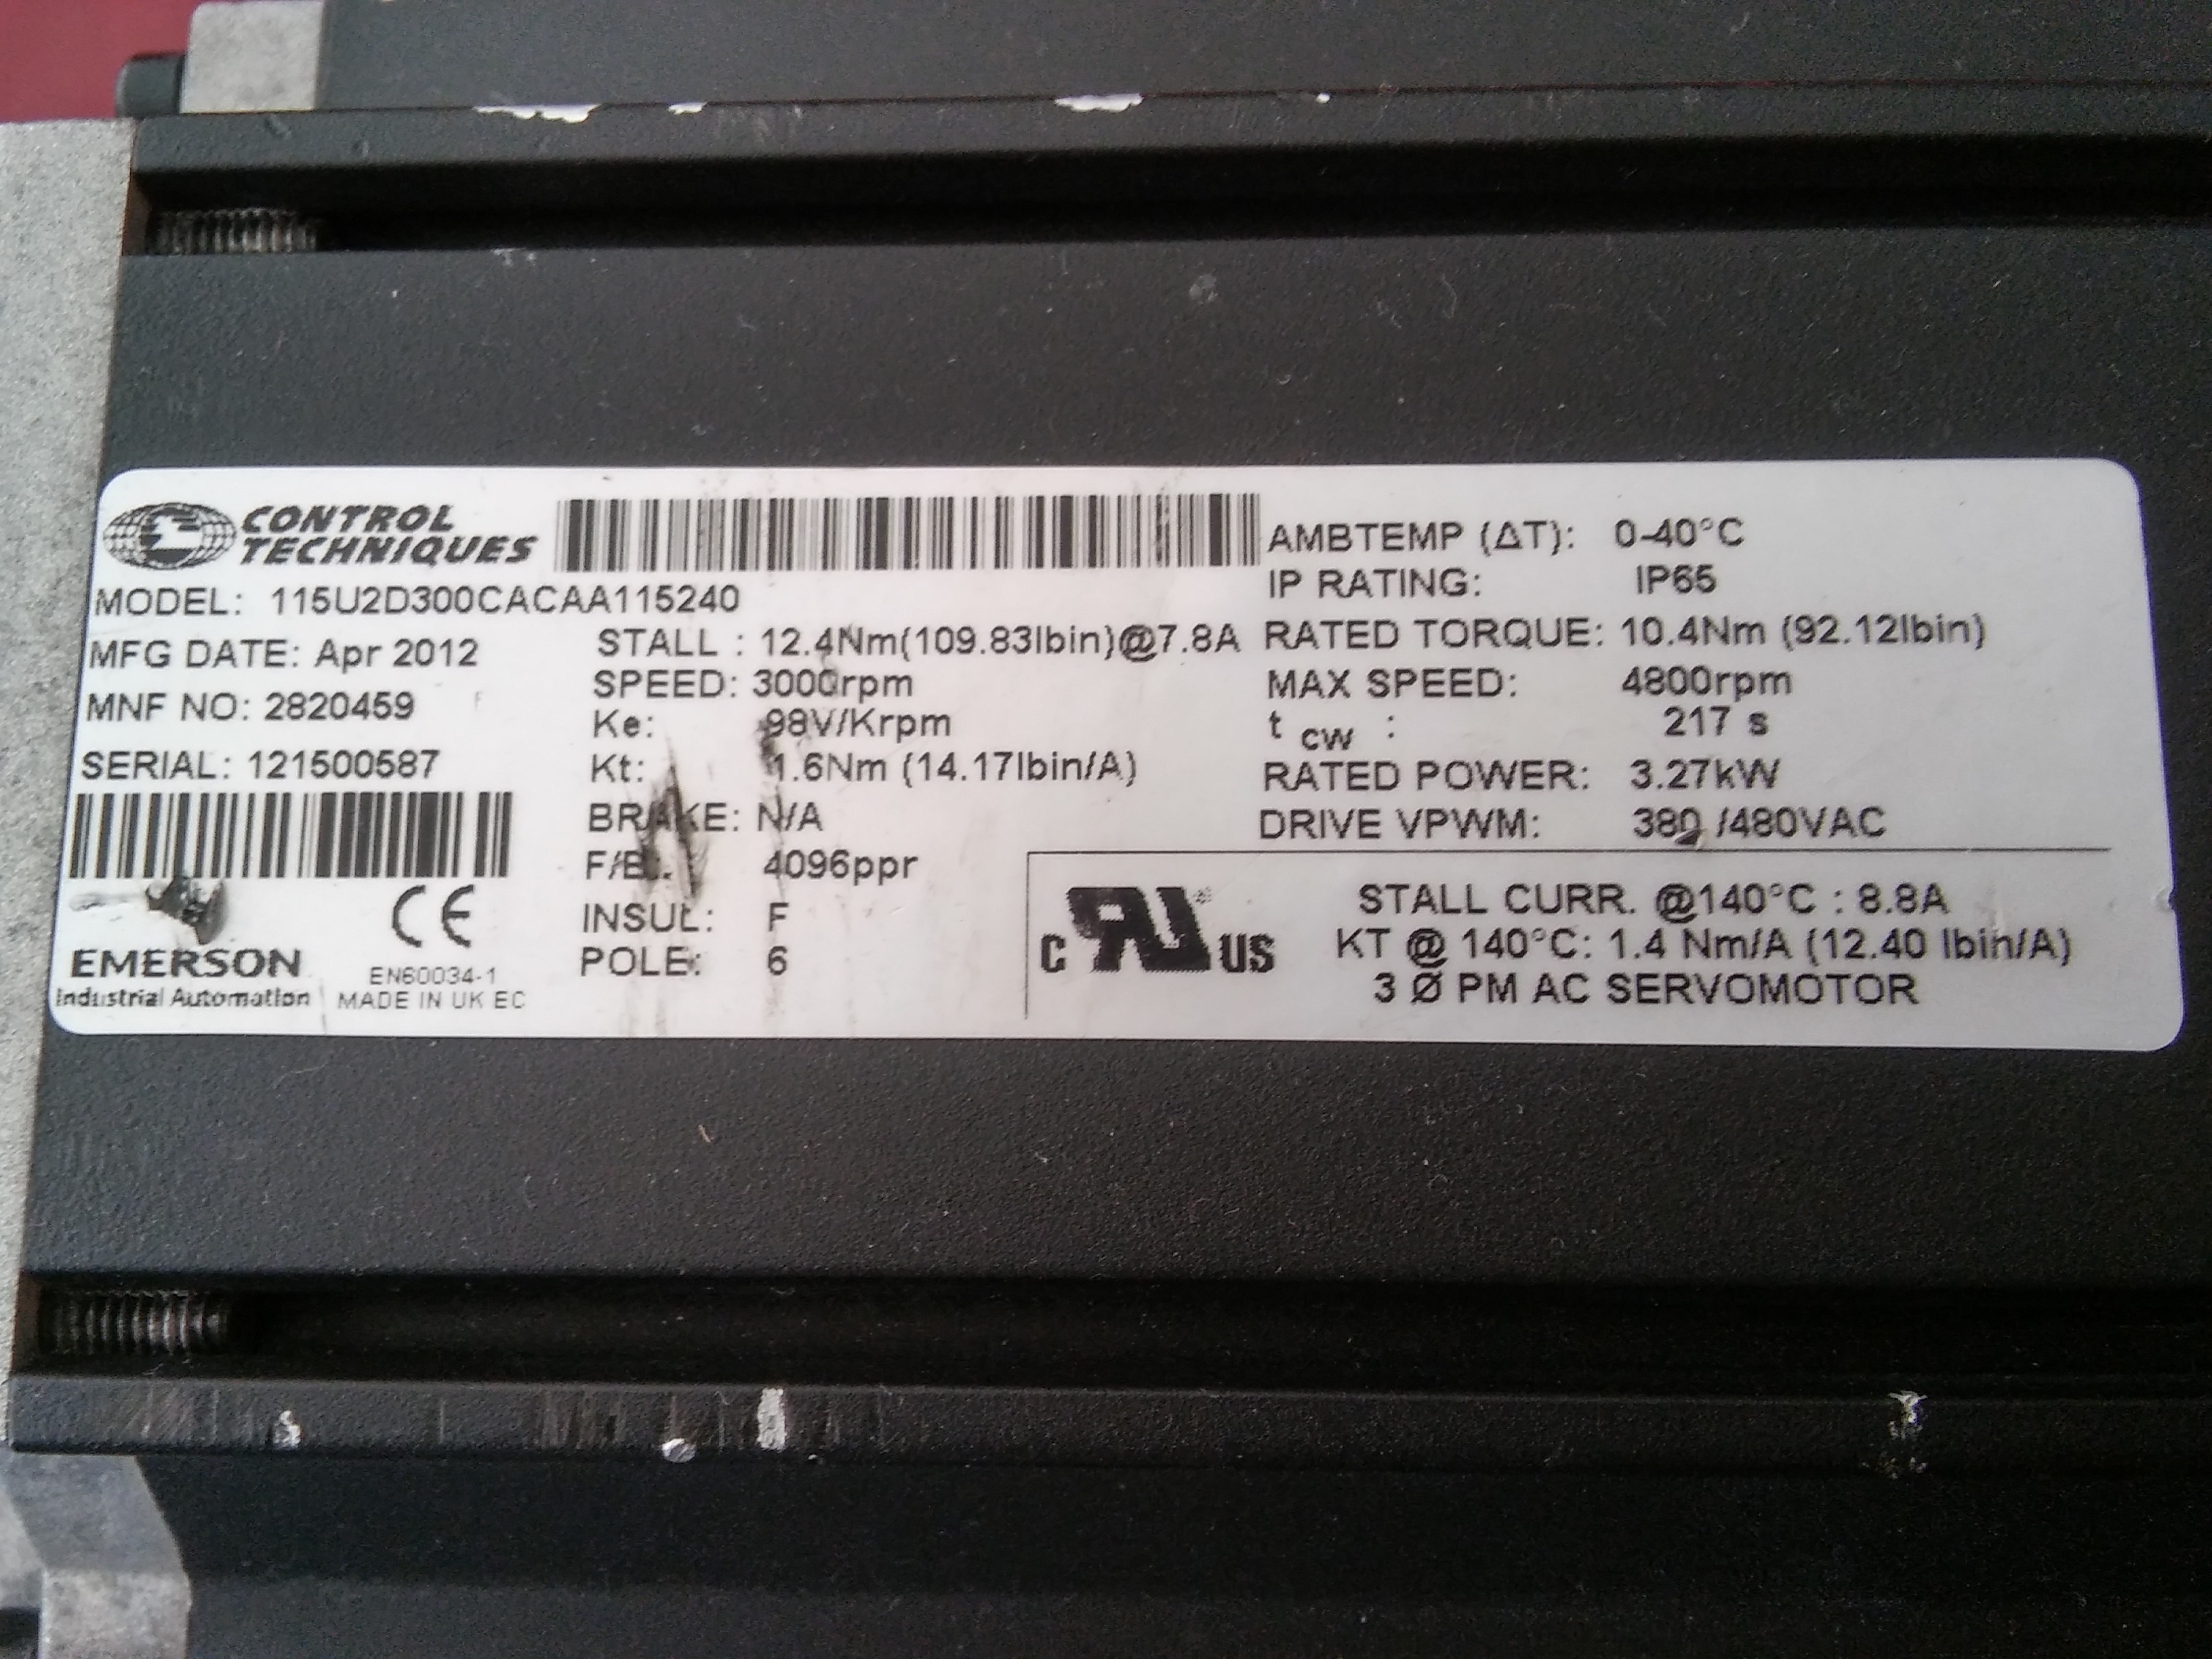 CONTROL
TECHNIQUES
MODEL: 115U2D300CACAA115240
MFG DATE: Apr 2012
MNF NO: 2820459
SERIAL: 121500587
EMERSON
Industrial Automation
CE
EN60034-1
MADE IN UK EC
STALL : 12.4Nm(109.83lbin)@7.8A
SPEED: 3000rpm
Ke: 98V/Krpm
Kt: 1.6Nm (14.17lbin/A)
BRAKE: N/A
F/B: 4096ppr
INSUL: F
POLE: 6
AMBTEMP (ΔT): 0-40°C
IP RATING: IP65
RATED TORQUE: 10.4Nm (92.12lbin)
MAX SPEED: 4800rpm
t cw : 217 s
RATED POWER: 3.27kW
DRIVE VPWM: 380 /480VAC
c RU US
STALL CURR. @140°C : 8.8A
KT @ 140°C: 1.4 Nm/A (12.40 lbin/A)
3 Ø PM AC SERVOMOTOR